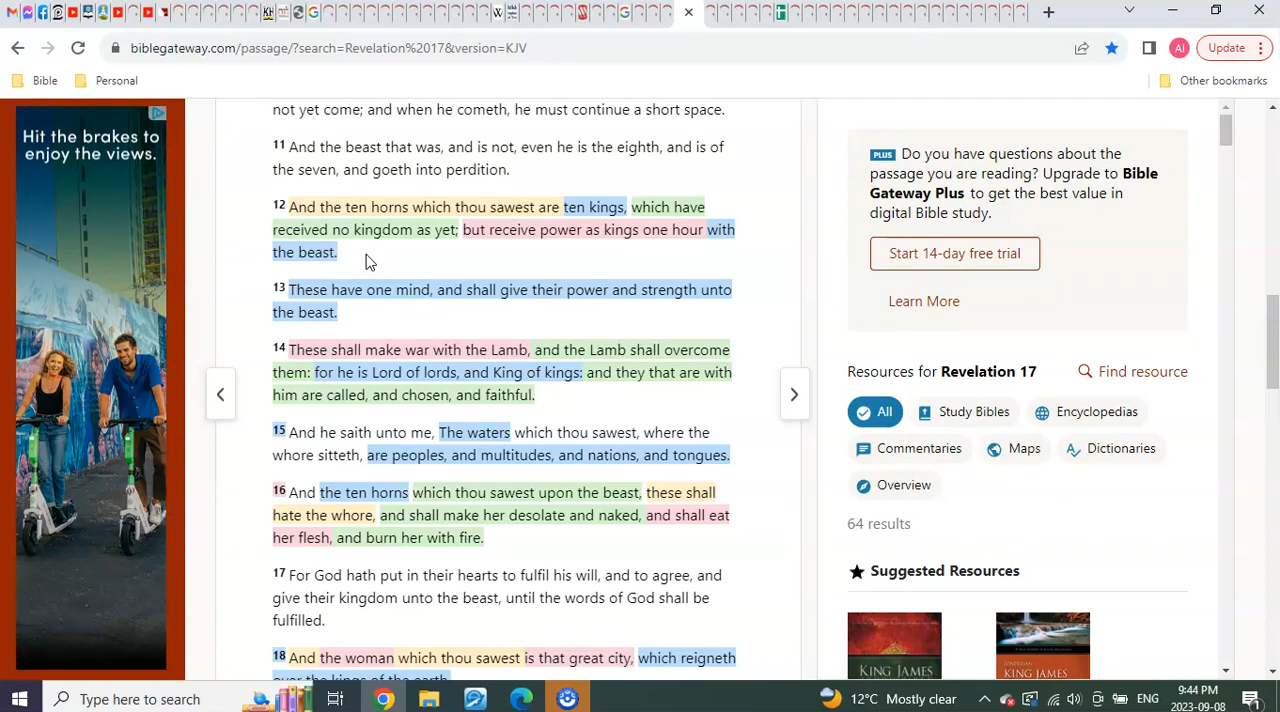 biblegateway.com/passage/?search=Revelation%2017&version=KJV
AI
Update
Bible
Personal
Other bookmarks
Hit the brakes to
enjoy the views.
not yet come; and when he cometh, he must continue a short space.
11 And the beast that was, and is not, even he is the eighth, and is of
the seven, and goeth into perdition.
12 And the ten horns which thou sawest are ten kings, which have
received no kingdom as yet; but receive power as kings one hour with
the beast.
13 These have one mind, and shall give their power and strength unto
the beast.
14 These shall make war with the Lamb, and the Lamb shall overcome
them: for he is Lord of lords, and King of kings: and they that are with
him are called, and chosen, and faithful.
15 And he saith unto me, The waters which thou sawest, where the
whore sitteth, are peoples, and multitudes, and nations, and tongues.
16 And the ten horns which thou sawest upon the beast, these shall
hate the whore, and shall make her desolate and naked, and shall eat
her flesh, and burn her with fire.
17 For God hath put in their hearts to fulfil his will, and to agree, and
give their kingdom unto the beast, until the words of God shall be
fulfilled.
18 And the woman which thou sawest is that great city, which reigneth
over the kings of the earth.
PLUS Do you have questions about the
passage you are reading? Upgrade to Bible
Gateway Plus to get the best value in
digital Bible study.
Start 14-day free trial
Learn More
Resources for Revelation 17
Find resource
All
Study Bibles
Encyclopedias
Commentaries
Maps
Dictionaries
Overview
64 results
Suggested Resources
KING JAMES
KING JAMES
Type here to search
12°C Mostly clear
ENG
9:44 PM
2023-09-08
1